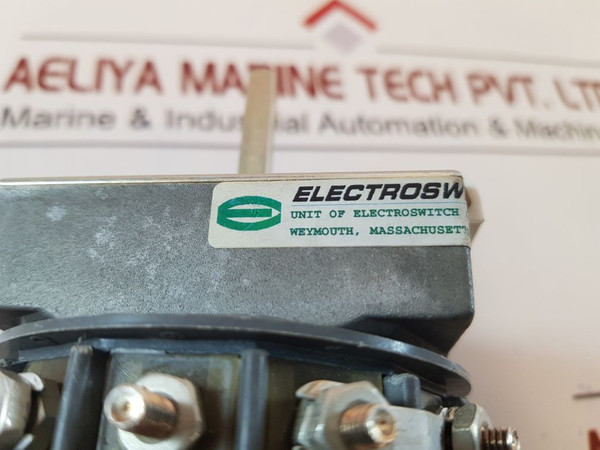 AELIYA MARINE TECH PVT. LT
Marine & Industrial Automation & Machin
ELECTROSW
UNIT OF ELECTROSWITCH
WEYMOUTH, MASSACHUSETT